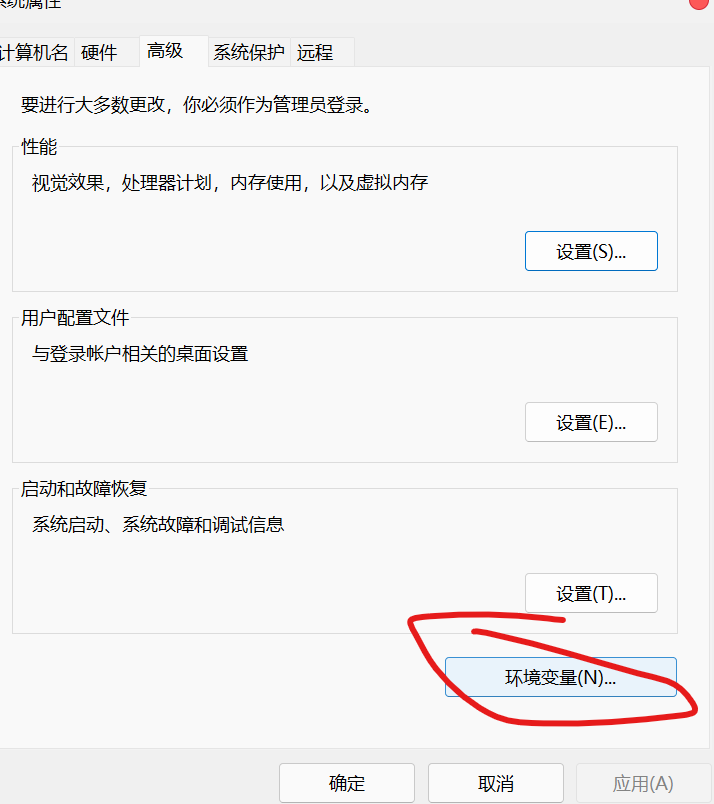 系统属性
计算机名 硬件 高级 系统保护 远程
要进行大多数更改，你必须作为管理员登录。
性能
视觉效果，处理器计划，内存使用，以及虚拟内存
设置(S)...
用户配置文件
与登录帐户相关的桌面设置
设置(E)...
启动和故障恢复
系统启动、系统故障和调试信息
设置(T)...
环境变量(N)...
确定 取消 应用(A)